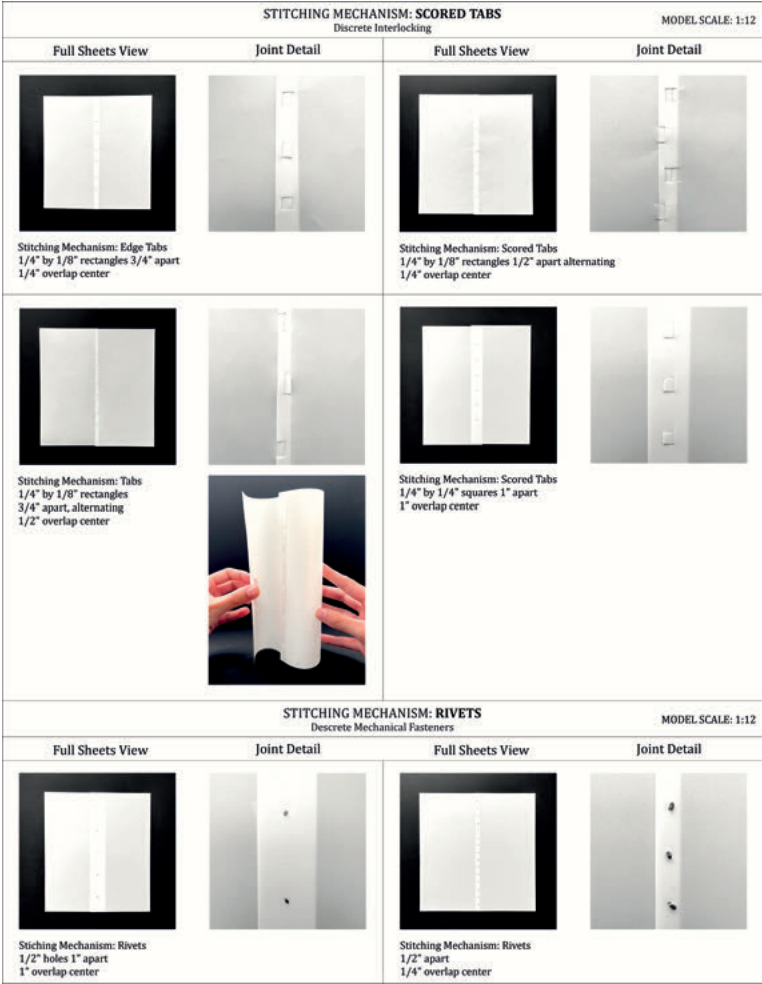 STITCHING MECHANISM: SCORED TABS
Discrete Interlocking
MODEL SCALE: 1:12
Full Sheets View
Joint Detail
Full Sheets View
Joint Detail
Stitching Mechanism: Edge Tabs
1/4" by 1/8" rectangles 3/4" apart
1/4" overlap center
Stitching Mechanism: Scored Tabs
1/4" by 1/8" rectangles 1/2" apart alternating
1/4" overlap center
Stitching Mechanism: Tabs
1/4" by 1/8" rectangles
3/4" apart, alternating
1/2" overlap center
Stitching Mechanism: Scored Tabs
1/4" by 1/4" squares 1" apart
1" overlap center
STITCHING MECHANISM: RIVETS
Descrete Mechanical Fasteners
MODEL SCALE: 1:12
Full Sheets View
Joint Detail
Full Sheets View
Joint Detail
Stiching Mechanism: Rivets
1/2" holes 1" apart
1" overlap center
Stitching Mechanism: Rivets
1/2" apart
1/4" overlap center